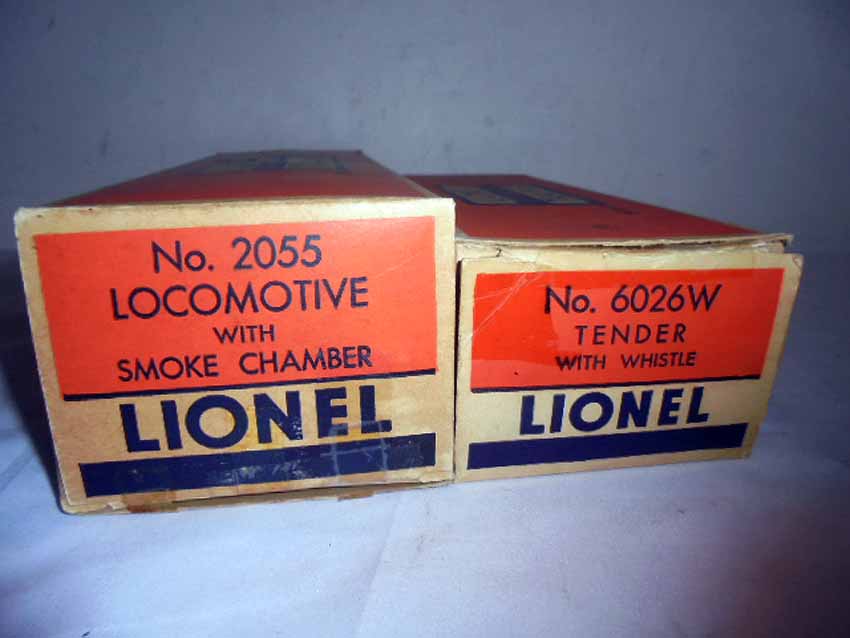 No. 2055
LOCOMOTIVE
WITH
SMOKE CHAMBER
LIONEL
No. 6026W
TENDER
WITH WHISTLE
LIONEL